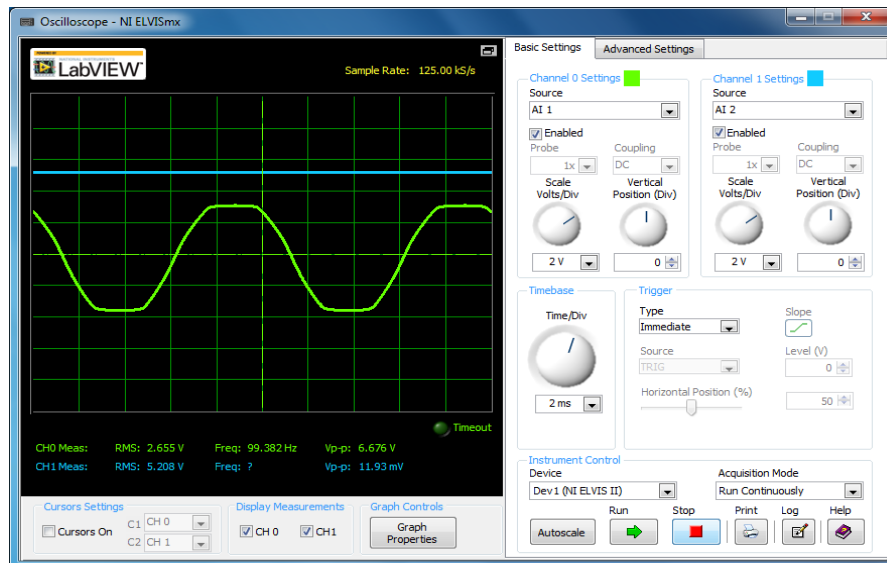 Oscilloscope - NI ELVISmx
LabVIEW
Sample Rate: 125.00 kS/s
Timeout
CH0 Meas: RMS: 2.655 V Freq: 99.382 Hz Vp-p: 6.676 V
CH1 Meas: RMS: 5.208 V Freq: ? Vp-p: 11.93 mV
Cursors Settings
Cursors On
C1 CH 0
C2 CH 1
Display Measurements
CH 0 CH1
Graph Controls
Graph
Properties
Basic Settings Advanced Settings
Channel 0 Settings
Source
AI 1
Enabled
Probe Coupling
1x DC
Scale Vertical
Volts/Div Position (Div)
2 V 0
Channel 1 Settings
Source
AI 2
Enabled
Probe Coupling
1x DC
Scale Vertical
Volts/Div Position (Div)
2 V 0
Timebase
Time/Div
2 ms
Trigger
Type Slope
Immediate
Source Level (V)
TRIG 0
Horizontal Position (%)
50
Instrument Control
Device Acquisition Mode
Dev1 (NI ELVIS II) Run Continuously
Run Stop Print Log Help
Autoscale